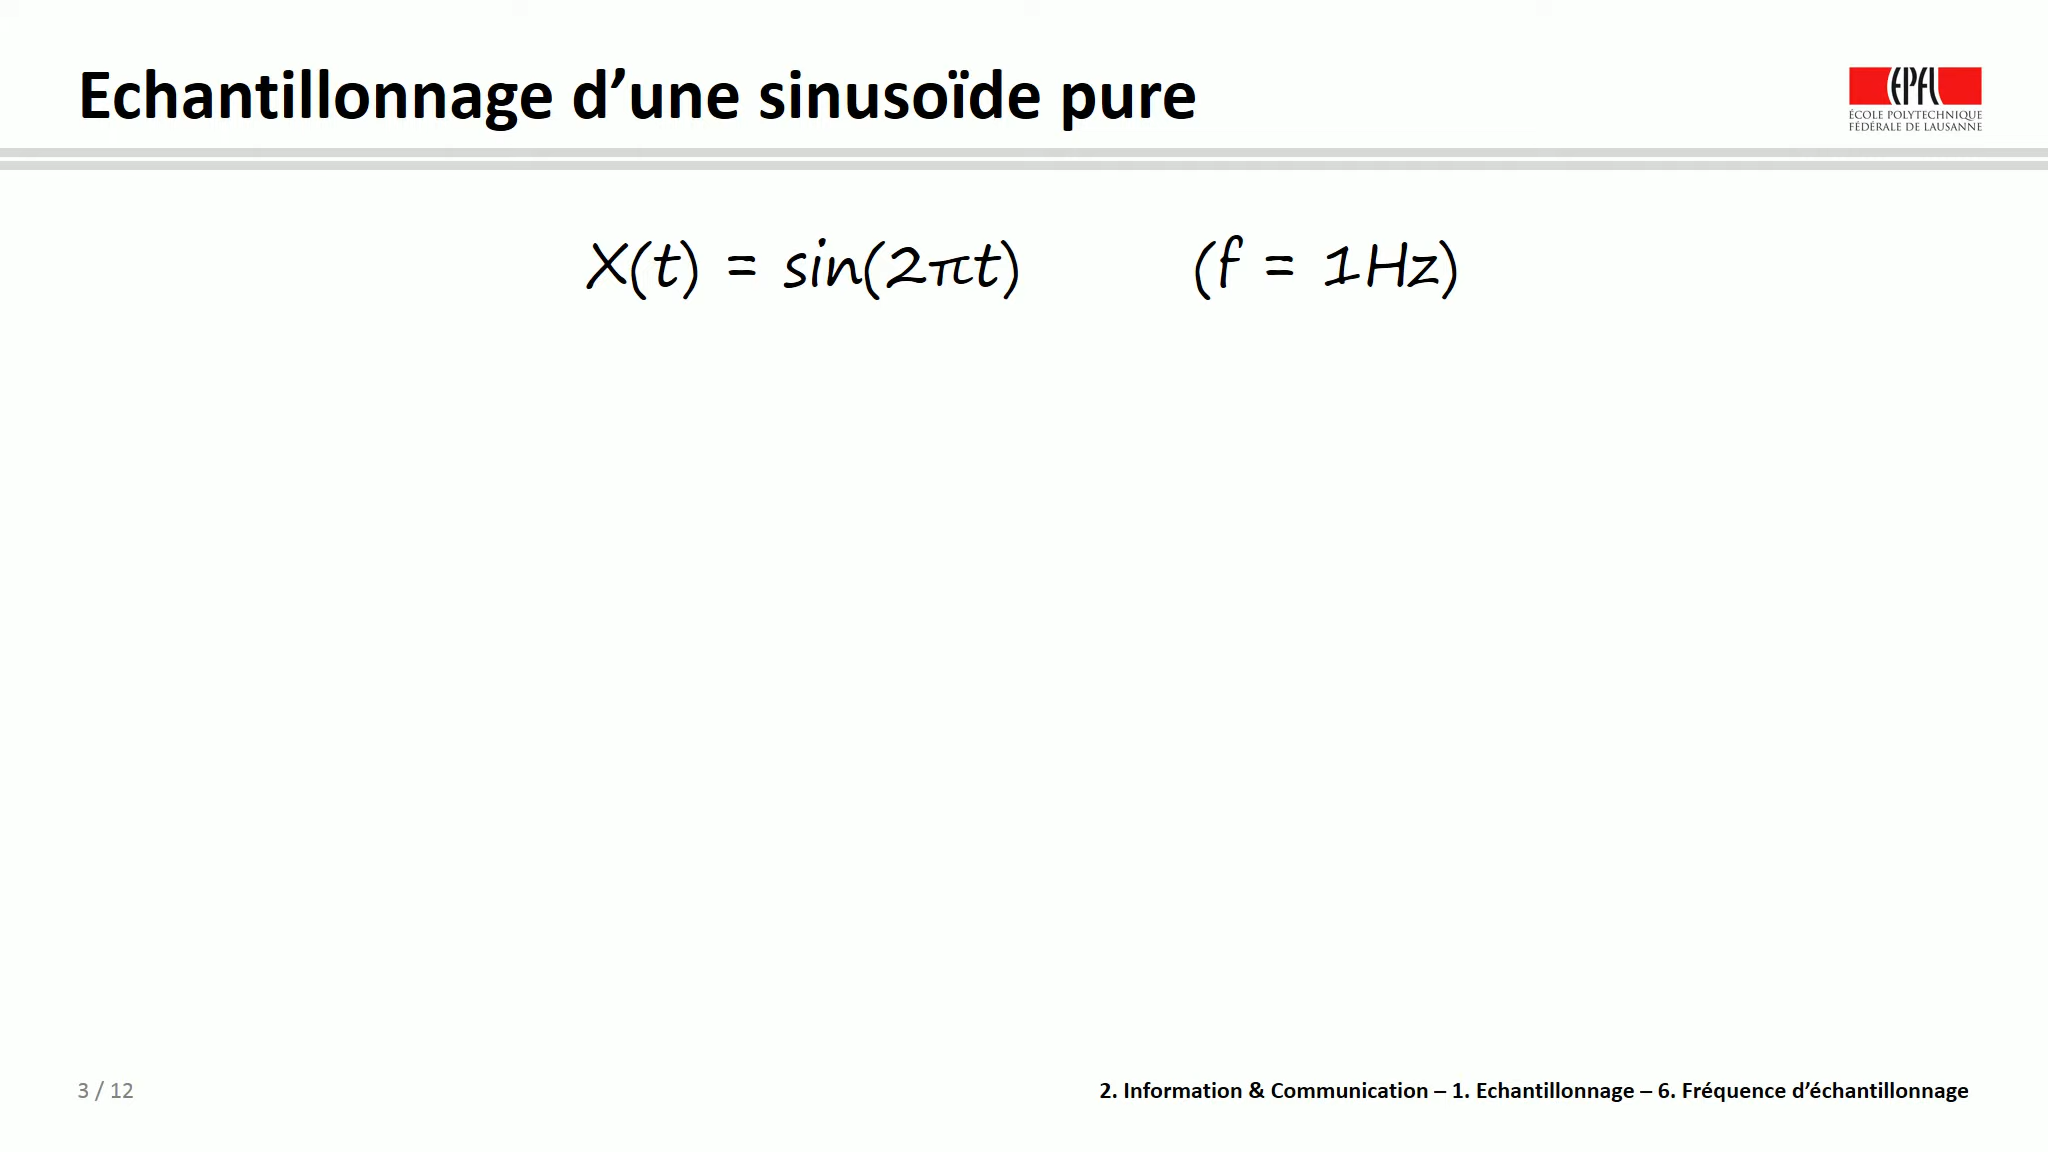 Echantillonnage d’une sinusoïde pure
EPFL
ÉCOLE POLYTECHNIQUE
FÉDÉRALE DE LAUSANNE
X(t) = sin(2πt) (f = 1Hz)
3 / 12
2. Information & Communication – 1. Echantillonnage – 6. Fréquence d’échantillonnage